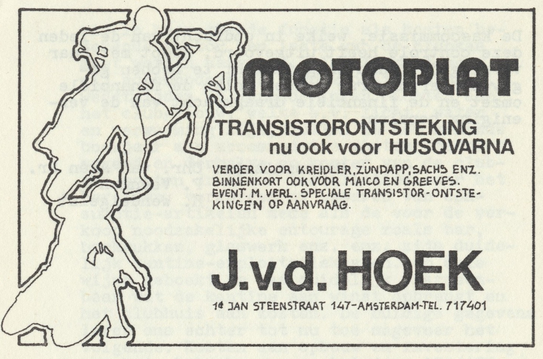 MOTOPLAT
TRANSISTORONTSTEKING
nu ook voor HUSQVARNA
VERDER VOOR KREIDLER, ZÜNDAPP, SACHS ENZ.
BINNENKORT OOK VOOR MAICO EN GREEVES.
EVENT. M. VERL. SPECIALE TRANSISTOR-ONTSTE-
KINGEN OP AANVRAAG.
J.v.d. HOEK
1e JAN STEENSTRAAT 147-AMSTERDAM-TEL. 717401